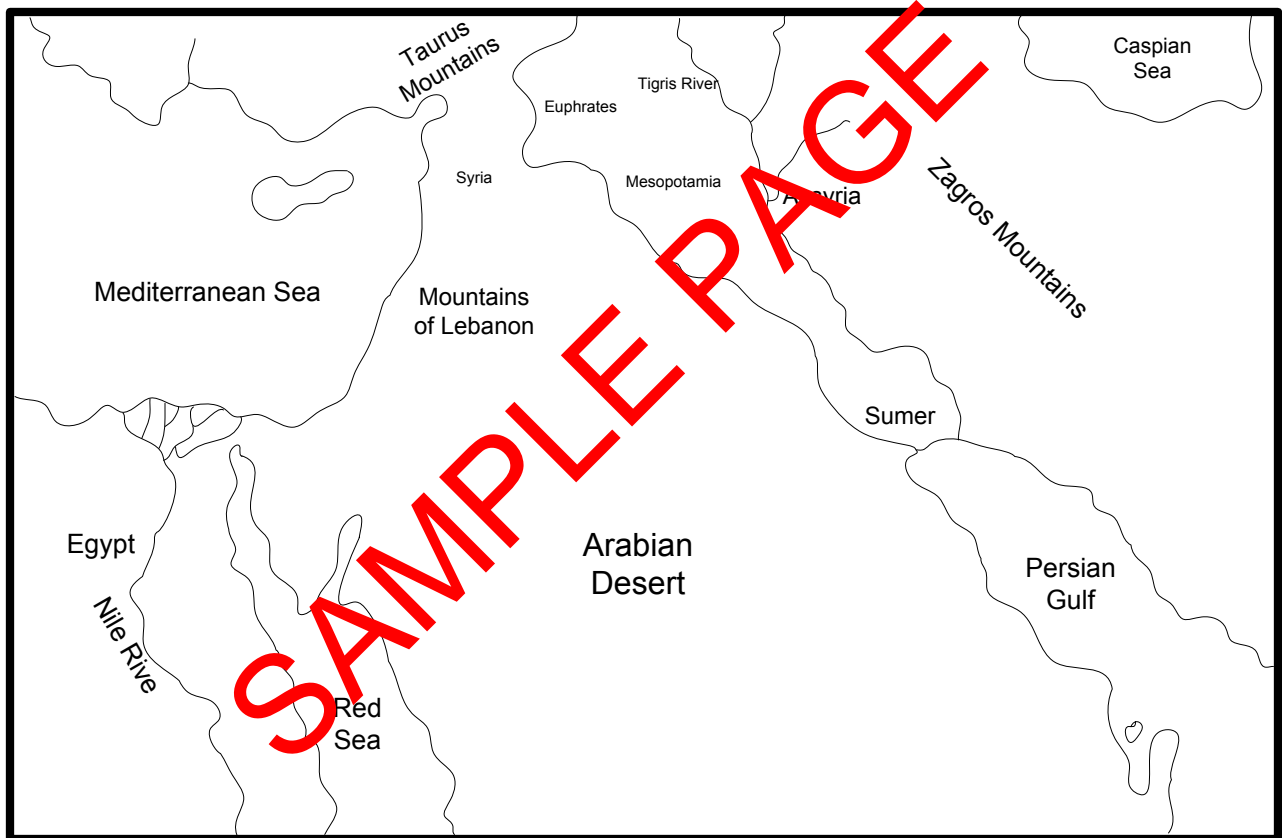 Taurus
Mountains
Caspian
Sea
Tigris River
Euphrates
Syria
Mesopotamia
Assyria
Zagros Mountains
Mediterranean Sea
Mountains
of Lebanon
Sumer
Egypt
Arabian
Desert
Persian
Gulf
Nile Rive
Red
Sea
SAMPLE PAGE